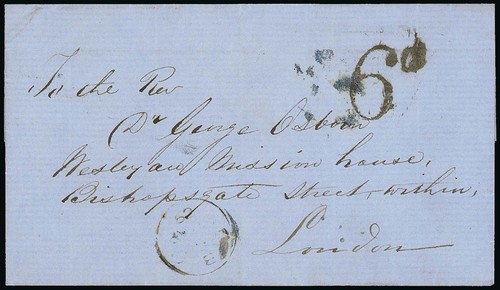 6d
To the Rev
Dr George Osborn
Wesleyan Mission house,
Bishopsgate street within,
London